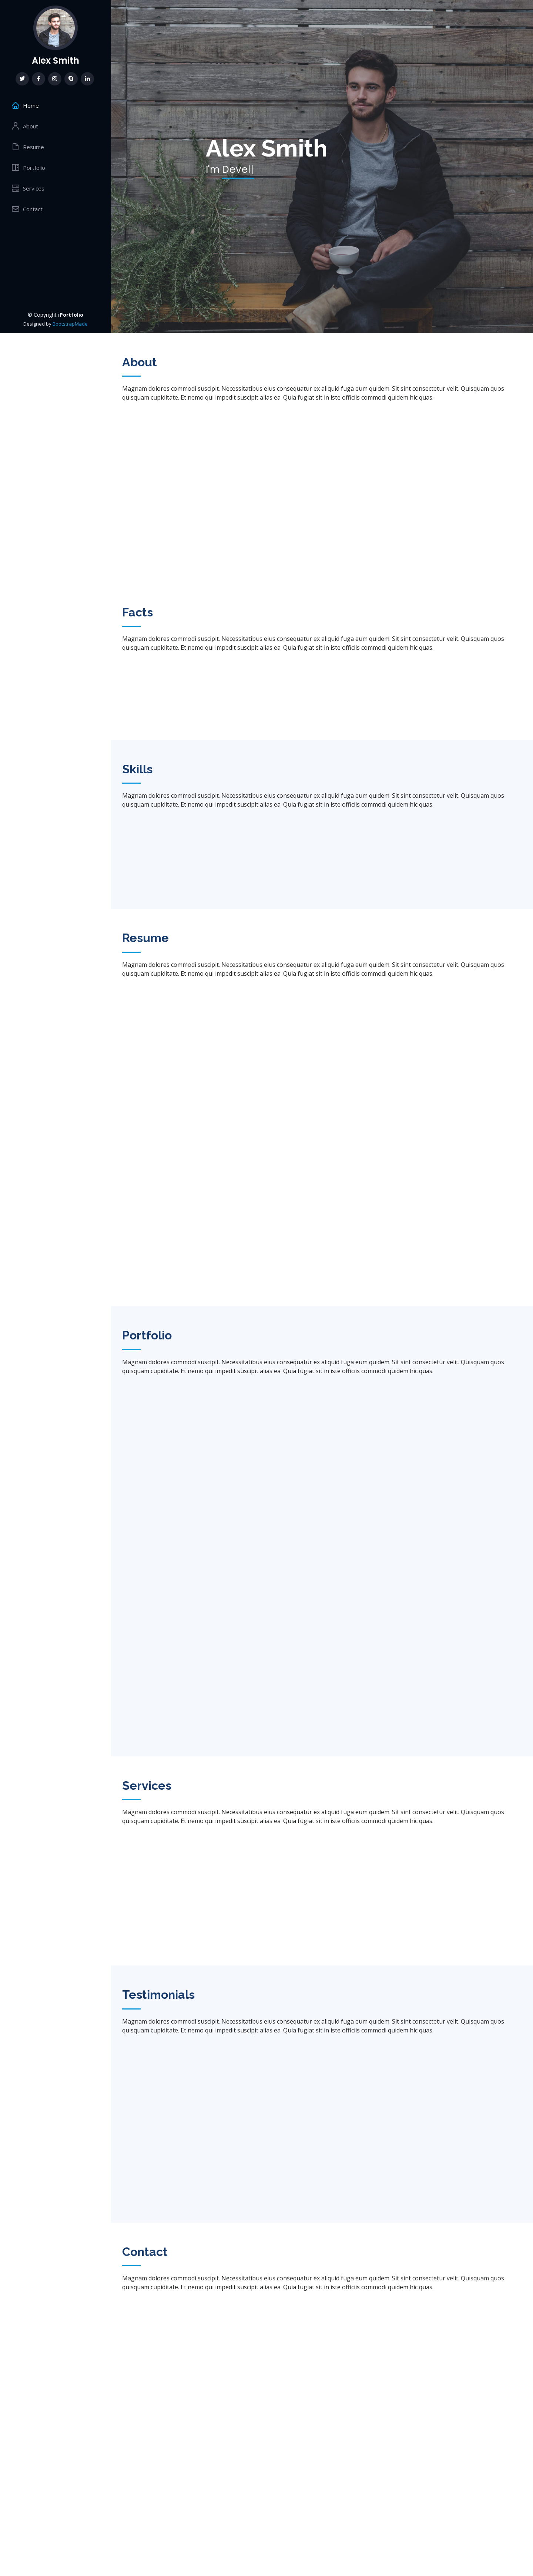 Alex Smith
Home
About
Resume
Portfolio
Services
Contact
© Copyright iPortfolio
Designed by BootstrapMade
Alex Smith
I'm Devel|
About
Magnam dolores commodi suscipit. Necessitatibus eius consequatur ex aliquid fuga eum quidem. Sit sint consectetur velit. Quisquam quos
quisquam cupiditate. Et nemo qui impedit suscipit alias ea. Quia fugiat sit in iste officiis commodi quidem hic quas.
Facts
Magnam dolores commodi suscipit. Necessitatibus eius consequatur ex aliquid fuga eum quidem. Sit sint consectetur velit. Quisquam quos
quisquam cupiditate. Et nemo qui impedit suscipit alias ea. Quia fugiat sit in iste officiis commodi quidem hic quas.
Skills
Magnam dolores commodi suscipit. Necessitatibus eius consequatur ex aliquid fuga eum quidem. Sit sint consectetur velit. Quisquam quos
quisquam cupiditate. Et nemo qui impedit suscipit alias ea. Quia fugiat sit in iste officiis commodi quidem hic quas.
Resume
Magnam dolores commodi suscipit. Necessitatibus eius consequatur ex aliquid fuga eum quidem. Sit sint consectetur velit. Quisquam quos
quisquam cupiditate. Et nemo qui impedit suscipit alias ea. Quia fugiat sit in iste officiis commodi quidem hic quas.
Portfolio
Magnam dolores commodi suscipit. Necessitatibus eius consequatur ex aliquid fuga eum quidem. Sit sint consectetur velit. Quisquam quos
quisquam cupiditate. Et nemo qui impedit suscipit alias ea. Quia fugiat sit in iste officiis commodi quidem hic quas.
Services
Magnam dolores commodi suscipit. Necessitatibus eius consequatur ex aliquid fuga eum quidem. Sit sint consectetur velit. Quisquam quos
quisquam cupiditate. Et nemo qui impedit suscipit alias ea. Quia fugiat sit in iste officiis commodi quidem hic quas.
Testimonials
Magnam dolores commodi suscipit. Necessitatibus eius consequatur ex aliquid fuga eum quidem. Sit sint consectetur velit. Quisquam quos
quisquam cupiditate. Et nemo qui impedit suscipit alias ea. Quia fugiat sit in iste officiis commodi quidem hic quas.
Contact
Magnam dolores commodi suscipit. Necessitatibus eius consequatur ex aliquid fuga eum quidem. Sit sint consectetur velit. Quisquam quos
quisquam cupiditate. Et nemo qui impedit suscipit alias ea. Quia fugiat sit in iste officiis commodi quidem hic quas.